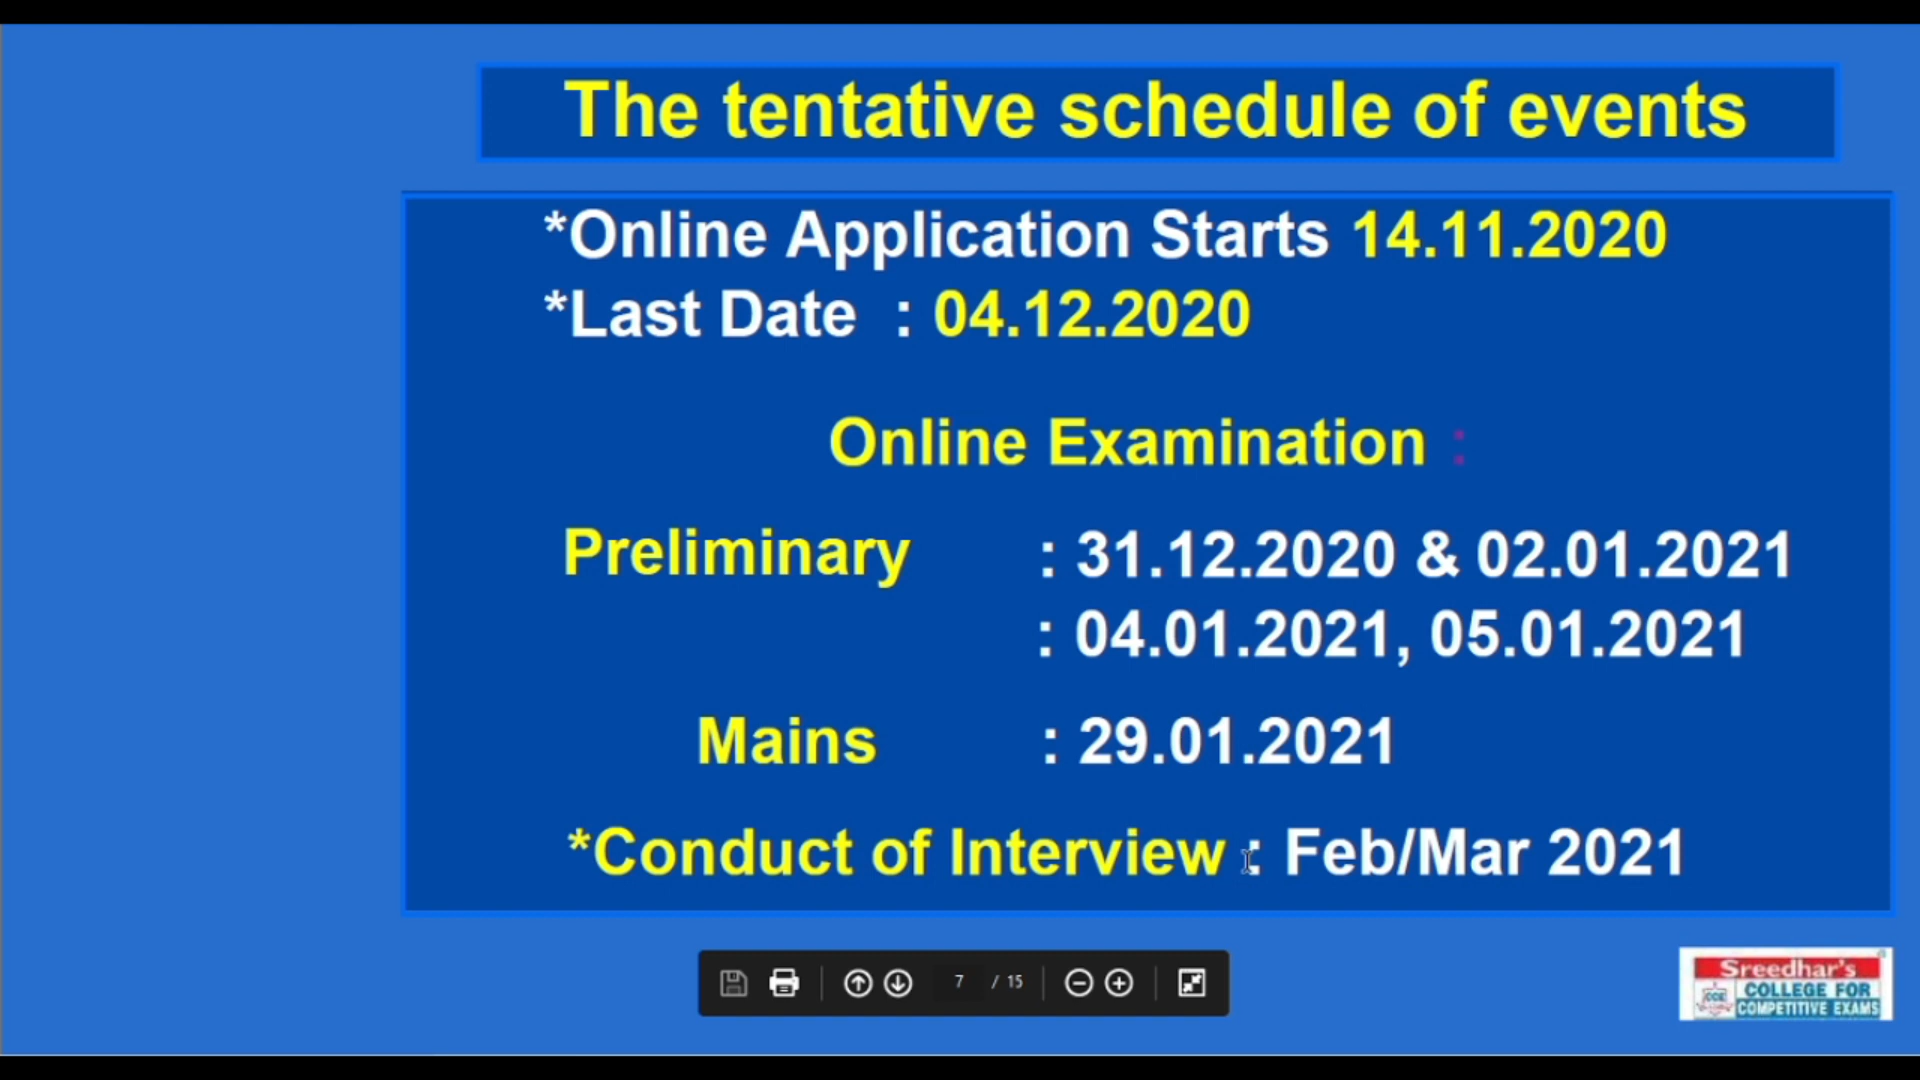 The tentative schedule of events
*Online Application Starts 14.11.2020
*Last Date : 04.12.2020
Online Examination :
Preliminary : 31.12.2020 & 02.01.2021
: 04.01.2021, 05.01.2021
Mains : 29.01.2021
*Conduct of Interview : Feb/Mar 2021
7 / 15
Sreedhar's
CCE
COLLEGE FOR
COMPETITIVE EXAMS